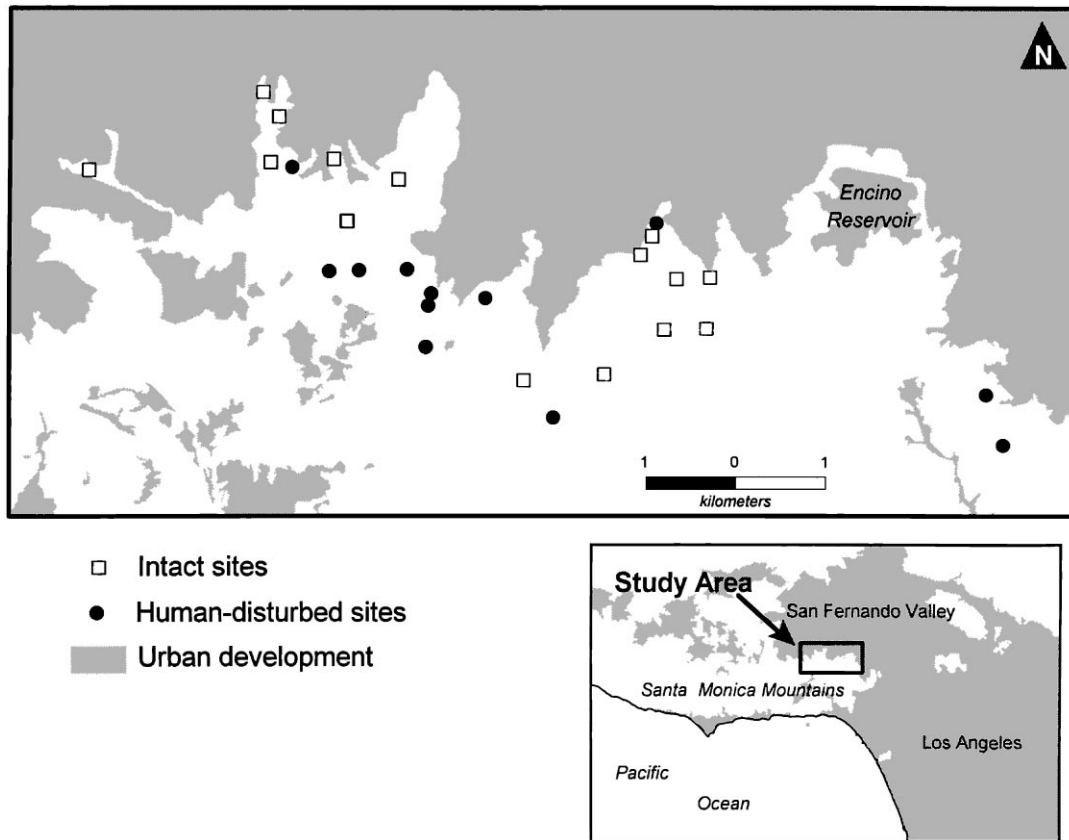 N
Encino
Reservoir
1 0 1
kilometers
Intact sites
Human-disturbed sites
Urban development
Study Area
San Fernando Valley
Santa Monica Mountains
Los Angeles
Pacific
Ocean